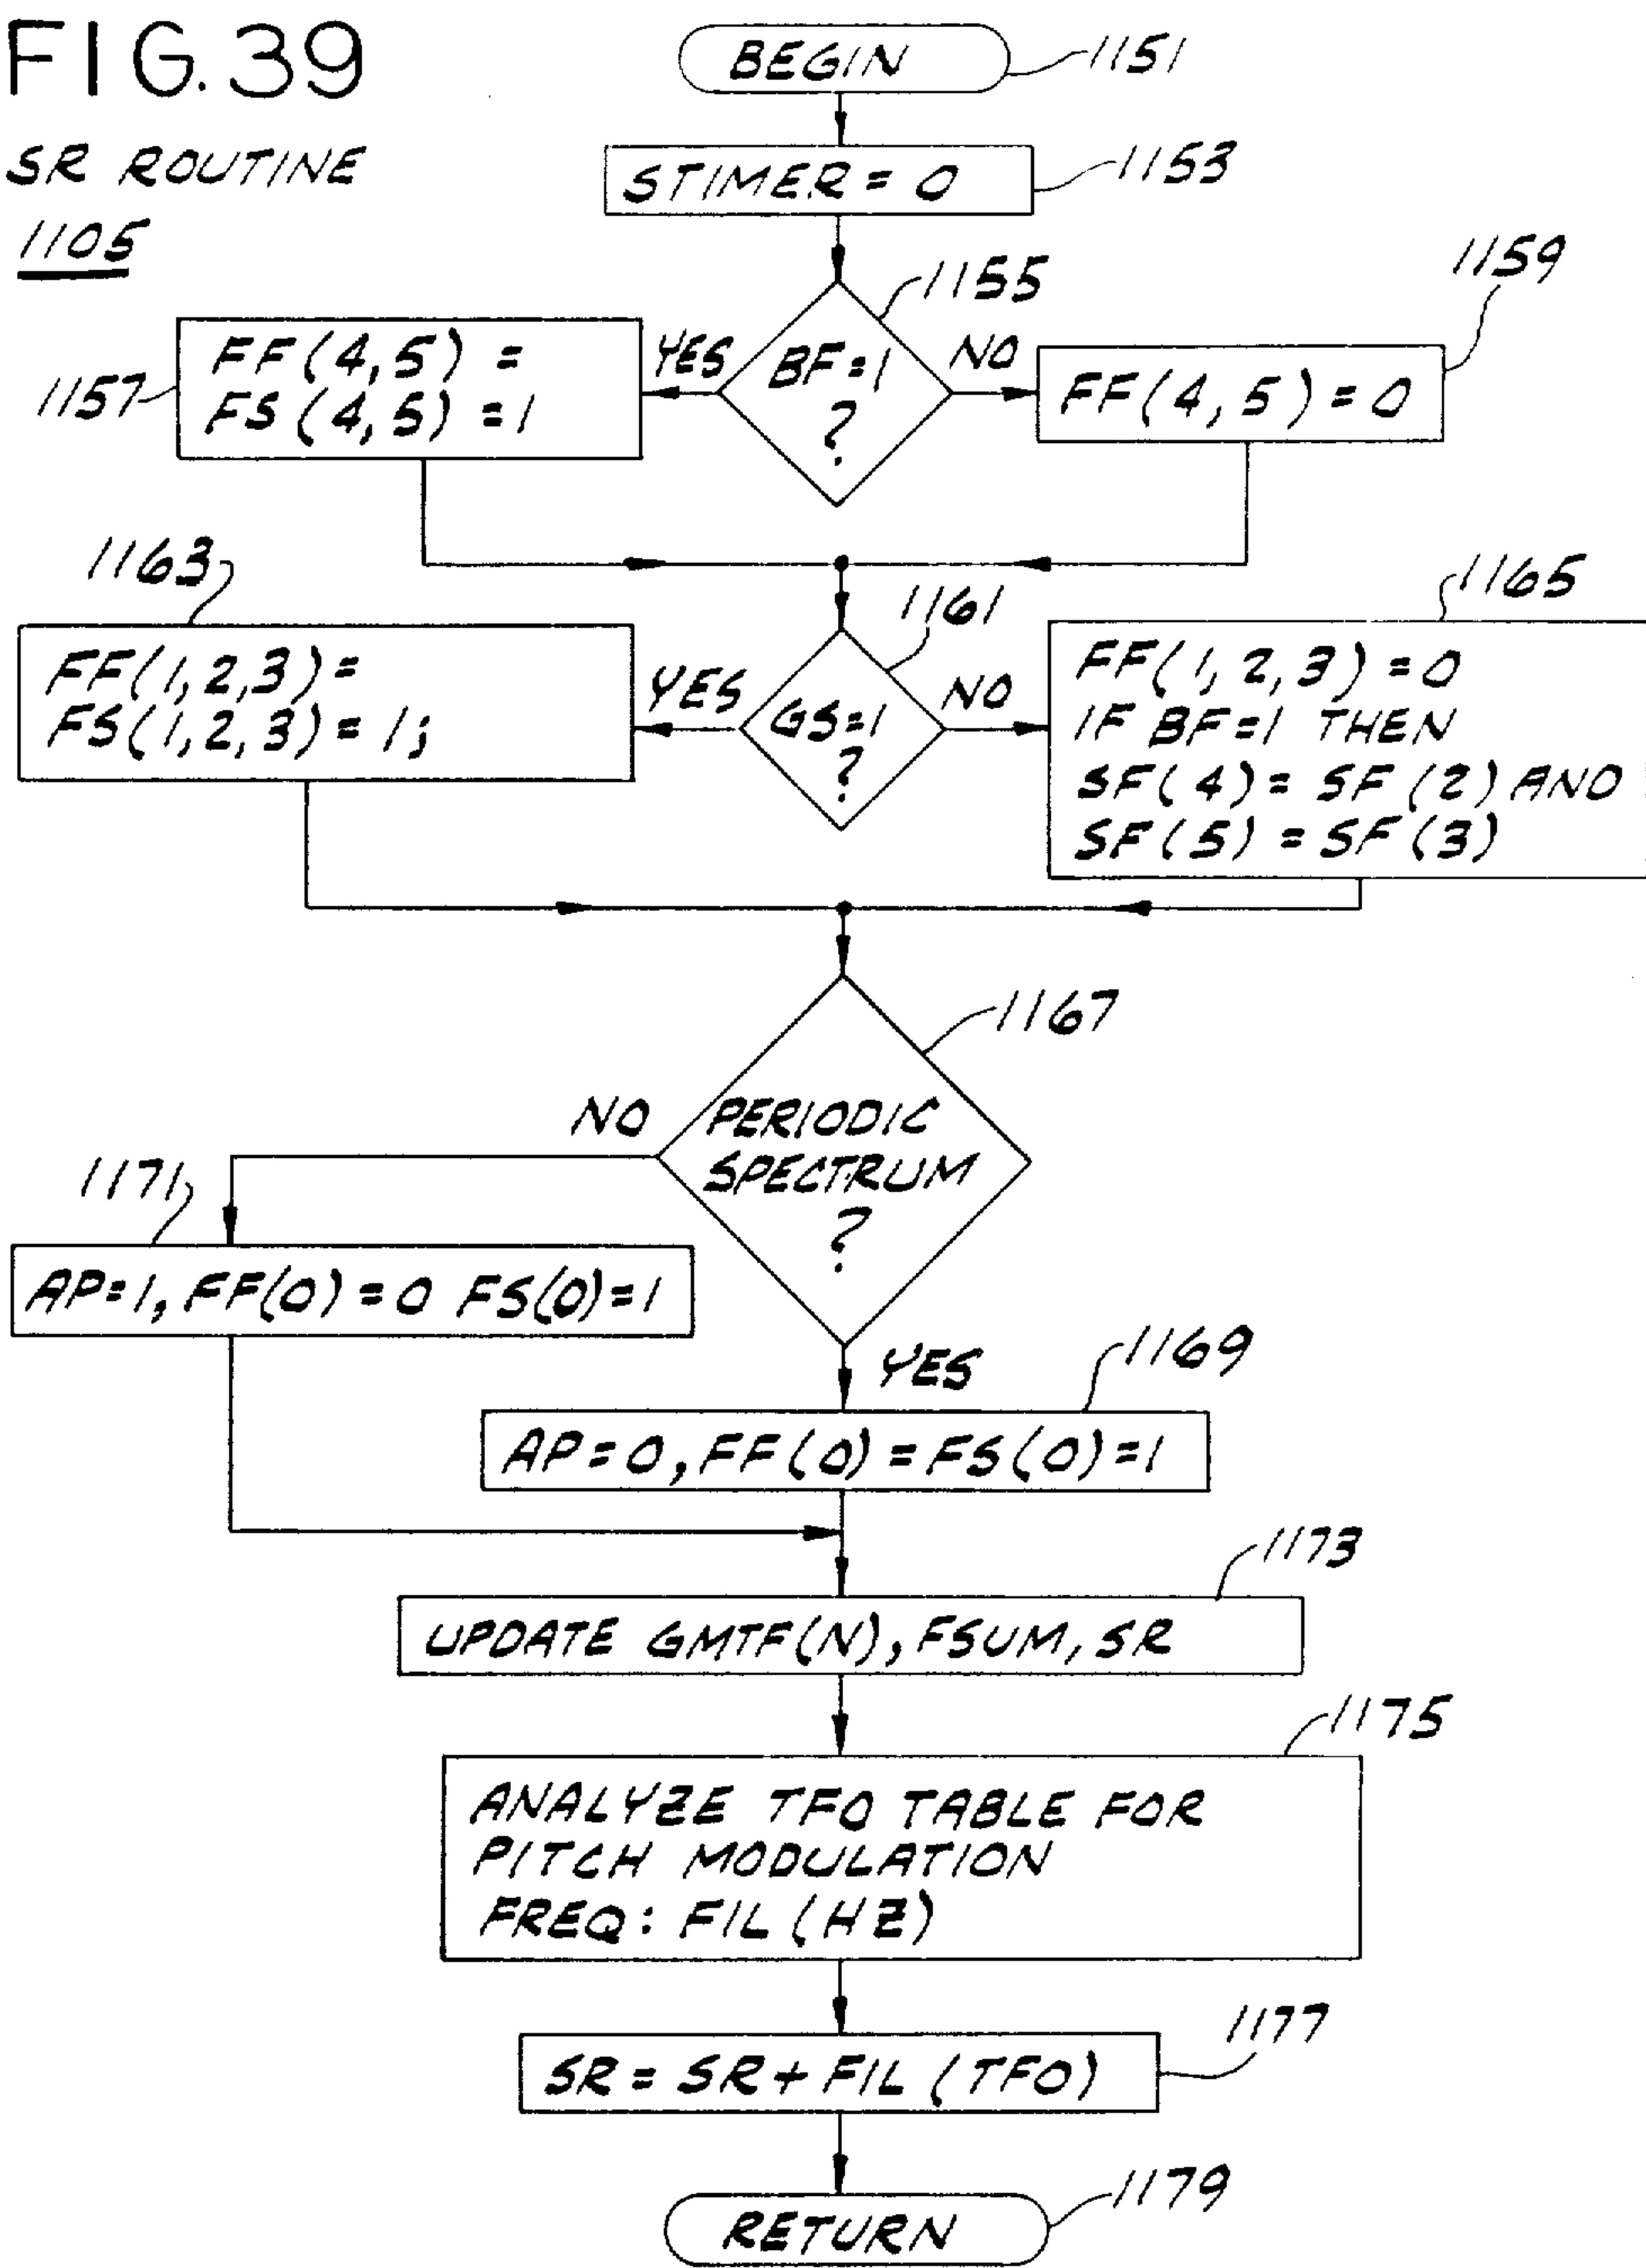 FIG. 39
SR ROUTINE
1105
BEGIN
1151
STIMER = 0
1153
1155
BF=1
?
YES
NO
1157
FF(4,5) =
FS(4,5) = 1
1159
FF(4,5) = 0
1161
GS=1
?
YES
NO
1163
FF(1,2,3) =
FS(1,2,3) = 1;
1165
FF(1,2,3) = 0
IF BF=1 THEN
SF(4) = SF(2) AND
SF(5) = SF(3)
1167
PERIODIC
SPECTRUM
?
NO
YES
1171
AP=1, FF(0) = 0 FS(0) = 1
1169
AP=0, FF(0) = FS(0) = 1
1173
UPDATE GMTF(N), FSUM, SR
1175
ANALYZE TFO TABLE FOR
PITCH MODULATION
FREQ: FIL(HZ)
1177
SR = SR + FIL (TFO)
RETURN
1179